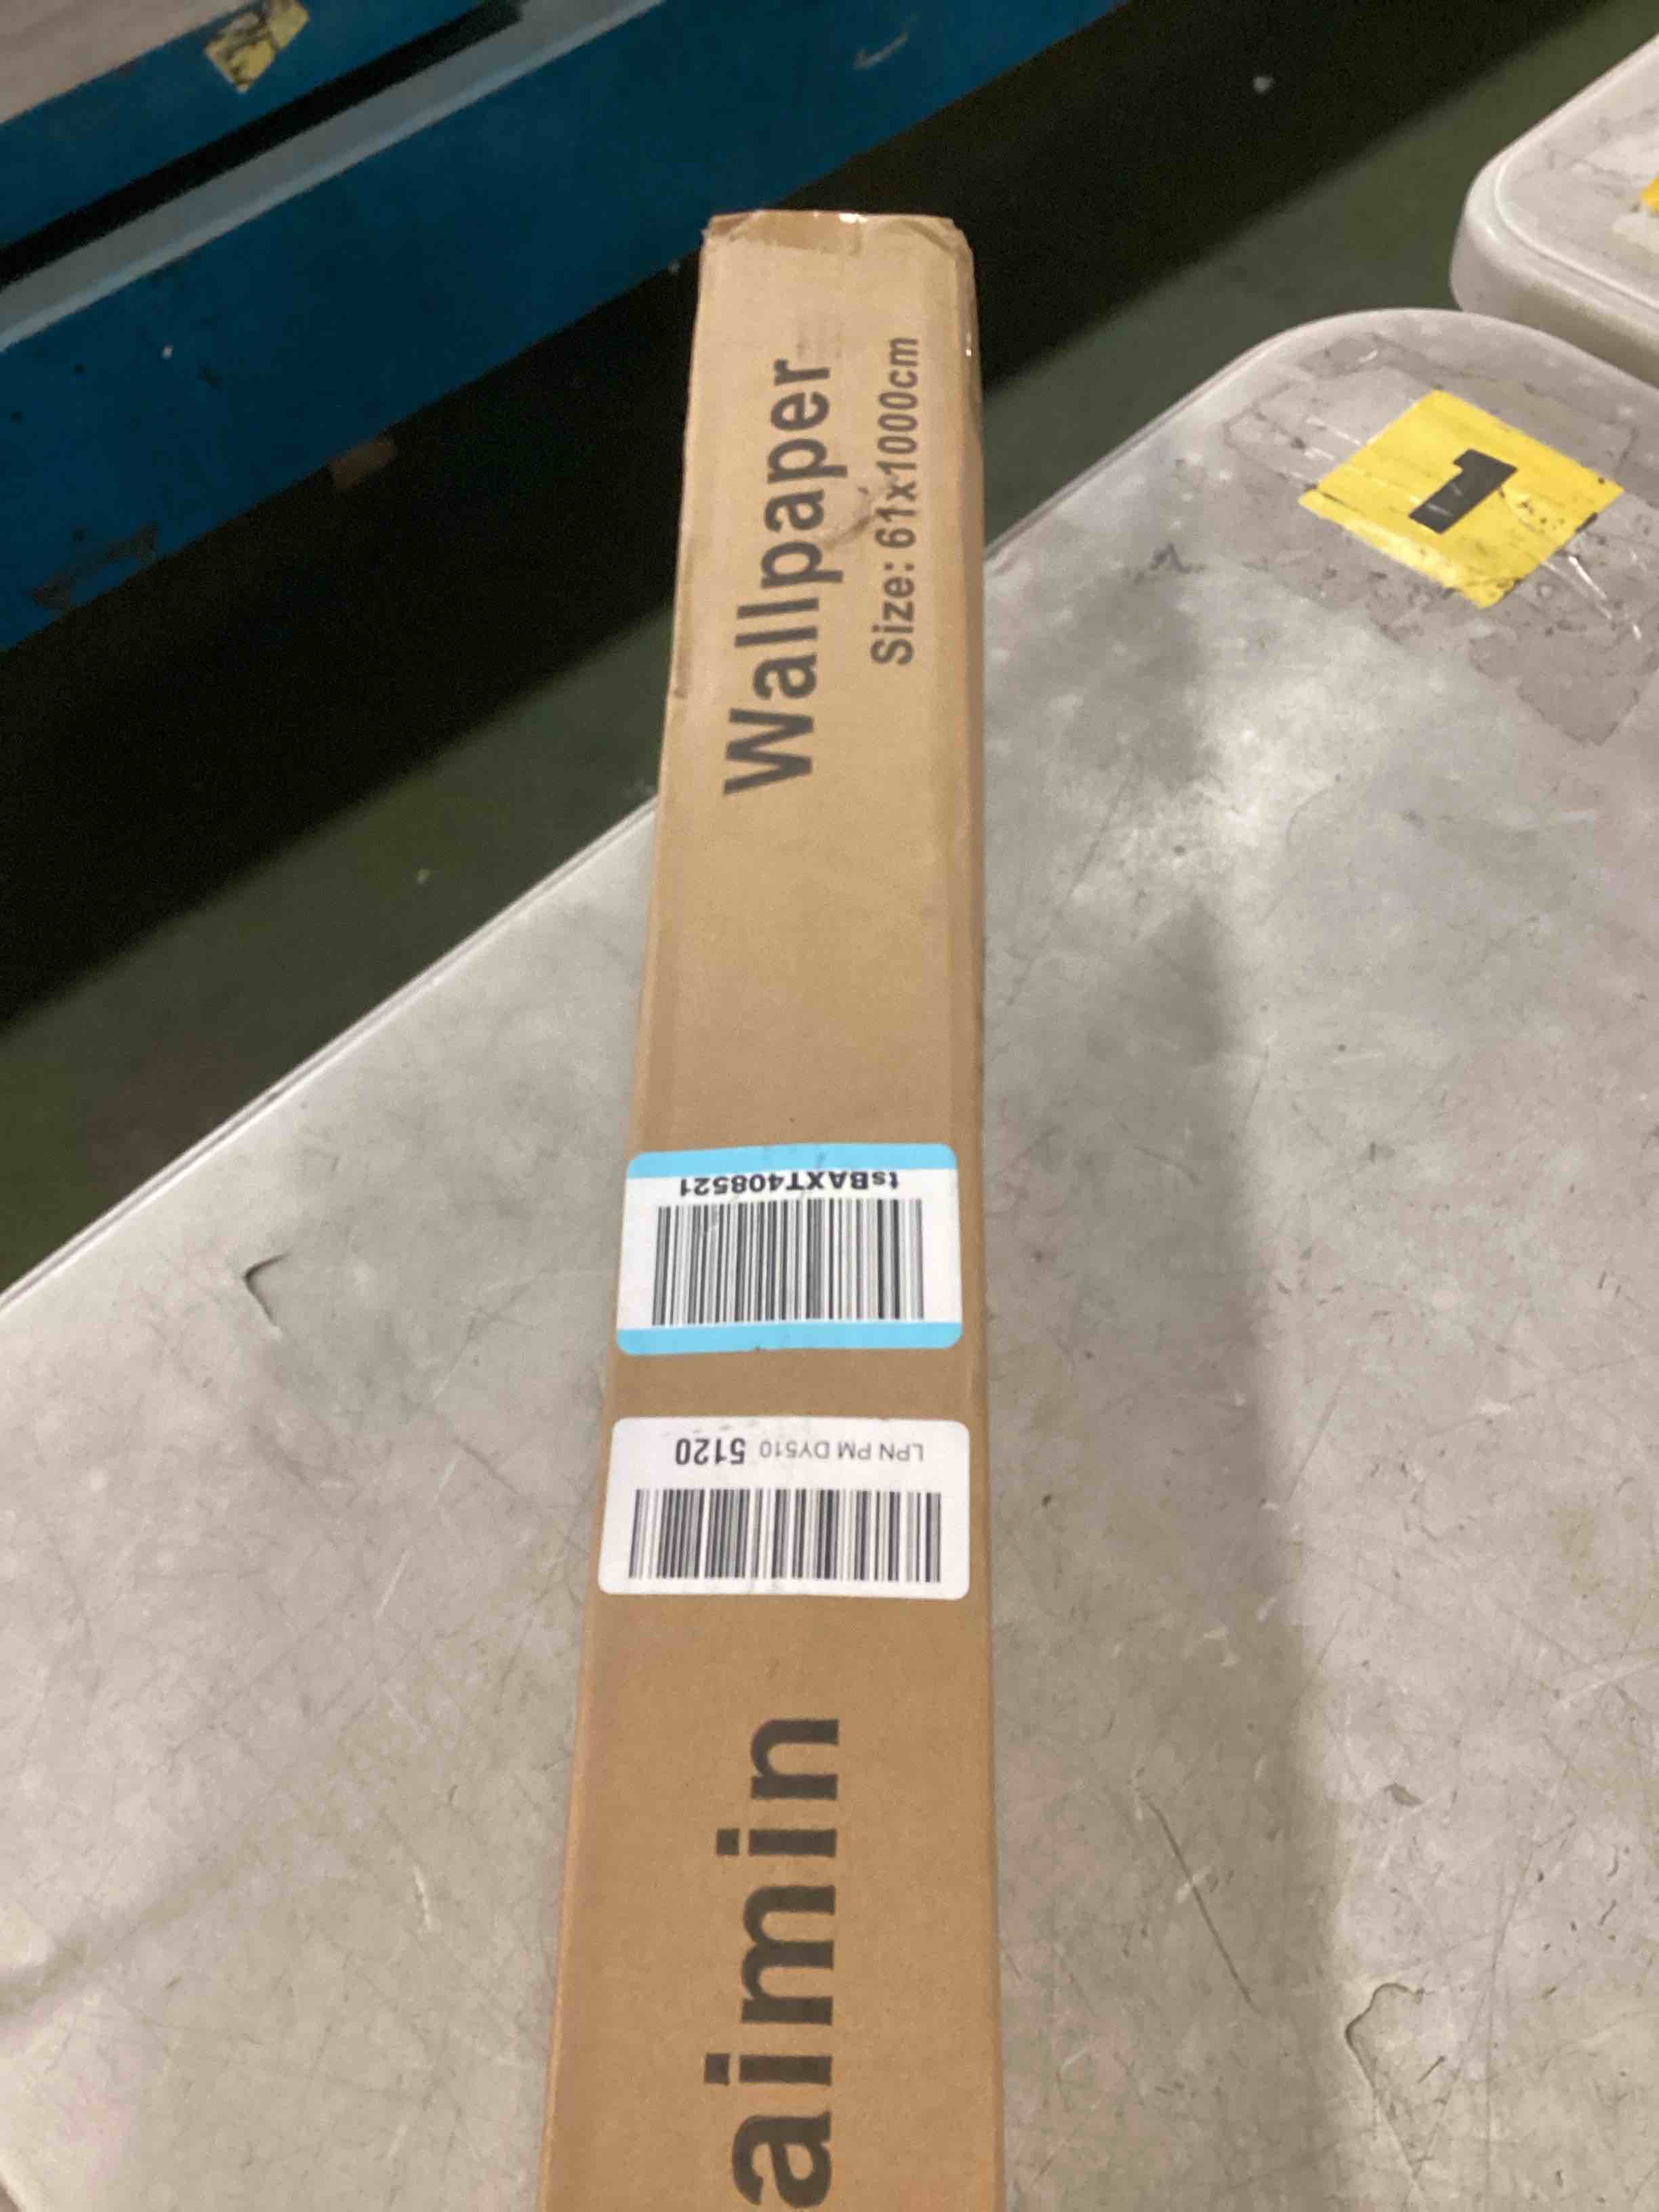 Wallpaper
Size: 61x1000cm
tsBAXT408521
LPN PM DY510 5120
aimin
1